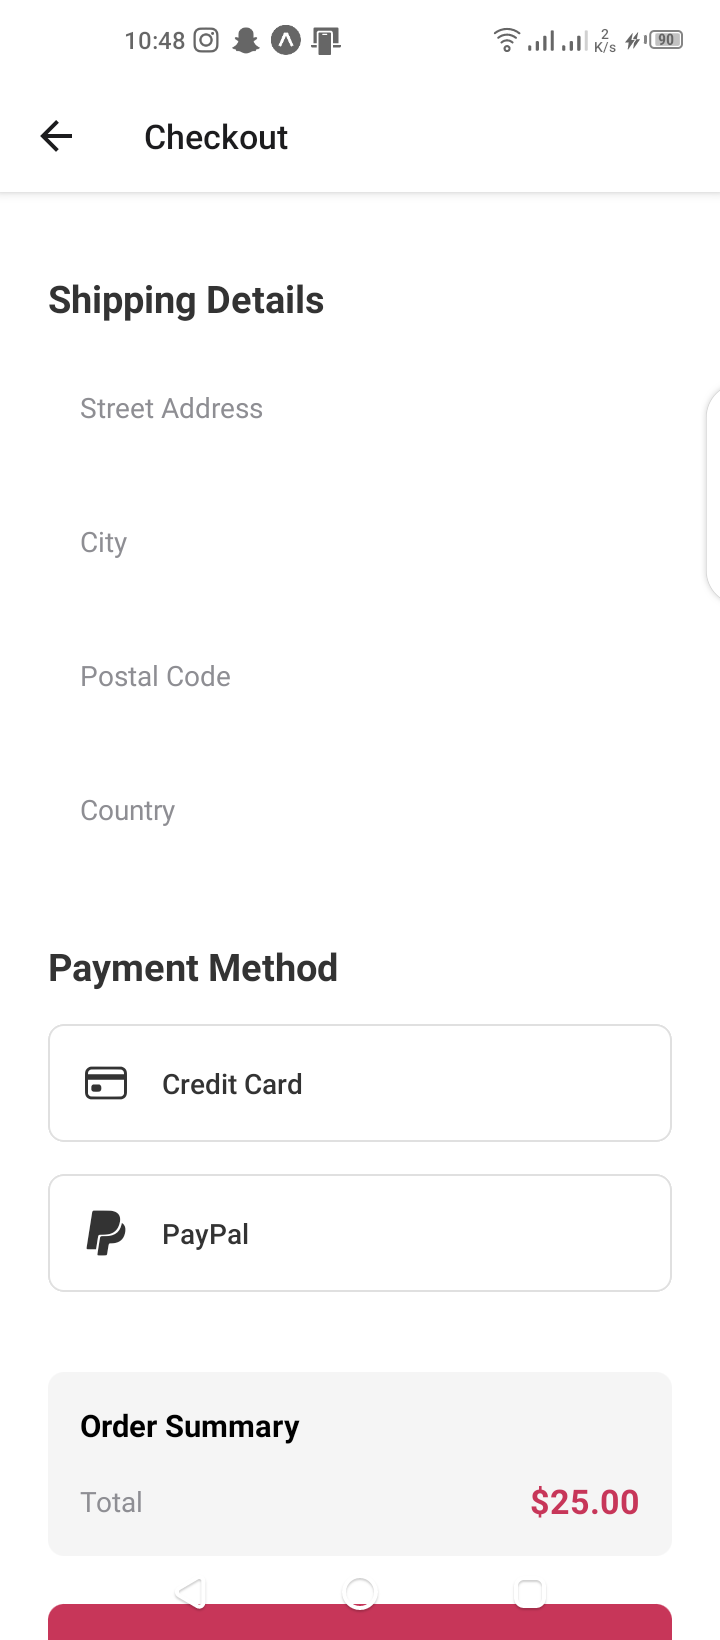 10:48 2 K/s 90
Checkout
Shipping Details
Street Address
City
Postal Code
Country
Payment Method
Credit Card
PayPal
Order Summary
Total $25.00